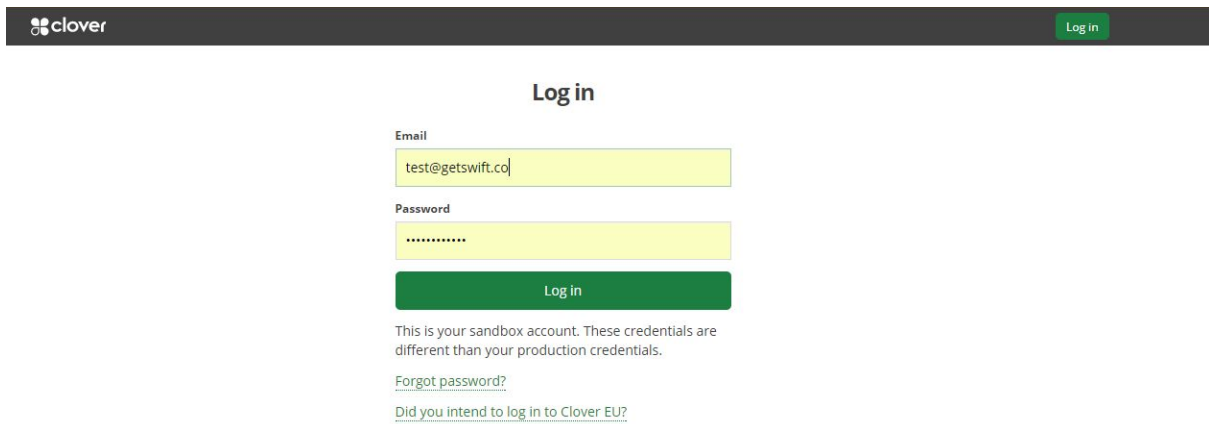 clover
Log in
Log in
Email
test@getswift.co
Password
••••••••••••
Log in
This is your sandbox account. These credentials are
different than your production credentials.
Forgot password?
Did you intend to log in to Clover EU?